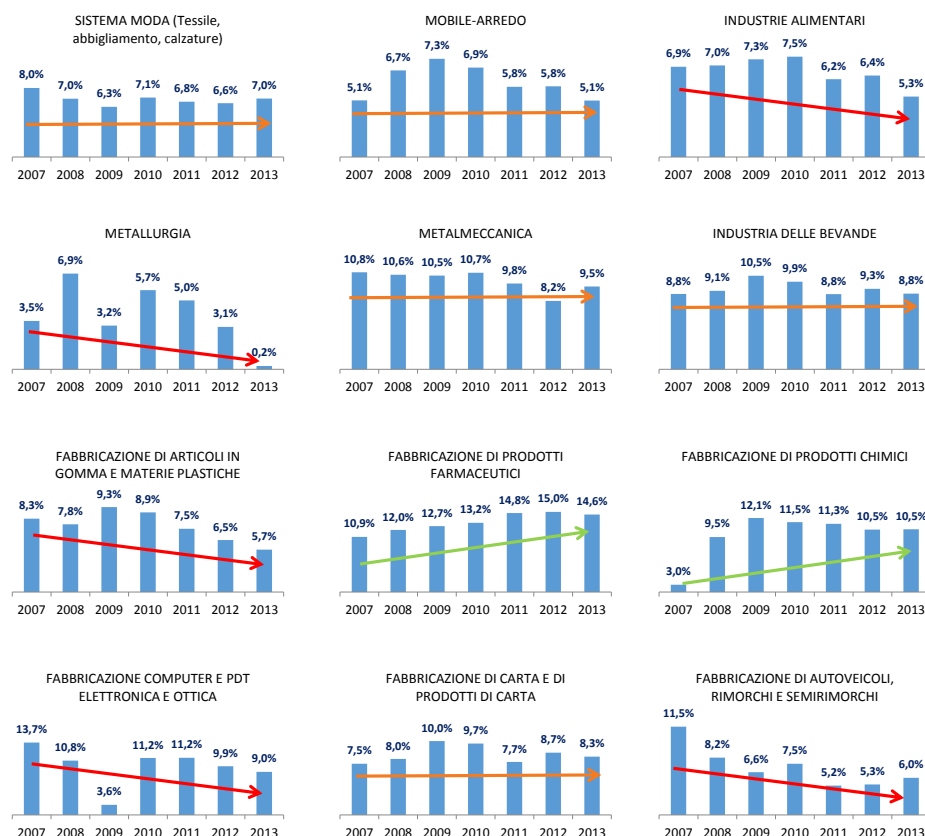 SISTEMA MODA (Tessile,
abbigliamento, calzature)
8,0% 7,0% 6,3% 7,1% 6,8% 6,6% 7,0%
2007 2008 2009 2010 2011 2012 2013
MOBILE-ARREDO
5,1% 6,7% 7,3% 6,9% 5,8% 5,8% 5,1%
2007 2008 2009 2010 2011 2012 2013
INDUSTRIE ALIMENTARI
6,9% 7,0% 7,3% 7,5% 6,2% 6,4% 5,3%
2007 2008 2009 2010 2011 2012 2013
METALLURGIA
3,5% 6,9% 3,2% 5,7% 5,0% 3,1% 0,2%
2007 2008 2009 2010 2011 2012 2013
METALMECCANICA
10,8% 10,6% 10,5% 10,7% 9,8% 8,2% 9,5%
2007 2008 2009 2010 2011 2012 2013
INDUSTRIA DELLE BEVANDE
8,8% 9,1% 10,5% 9,9% 8,8% 9,3% 8,8%
2007 2008 2009 2010 2011 2012 2013
FABBRICAZIONE DI ARTICOLI IN
GOMMA E MATERIE PLASTICHE
8,3% 7,8% 9,3% 8,9% 7,5% 6,5% 5,7%
2007 2008 2009 2010 2011 2012 2013
FABBRICAZIONE DI PRODOTTI
FARMACEUTICI
10,9% 12,0% 12,7% 13,2% 14,8% 15,0% 14,6%
2007 2008 2009 2010 2011 2012 2013
FABBRICAZIONE DI PRODOTTI CHIMICI
3,0% 9,5% 12,1% 11,5% 11,3% 10,5% 10,5%
2007 2008 2009 2010 2011 2012 2013
FABBRICAZIONE COMPUTER E PDT
ELETTRONICA E OTTICA
13,7% 10,8% 3,6% 11,2% 11,2% 9,9% 9,0%
2007 2008 2009 2010 2011 2012 2013
FABBRICAZIONE DI CARTA E DI
PRODOTTI DI CARTA
7,5% 8,0% 10,0% 9,7% 7,7% 8,7% 8,3%
2007 2008 2009 2010 2011 2012 2013
FABBRICAZIONE DI AUTOVEICOLI,
RIMORCHI E SEMIRIMORCHI
11,5% 8,2% 6,6% 7,5% 5,2% 5,3% 6,0%
2007 2008 2009 2010 2011 2012 2013